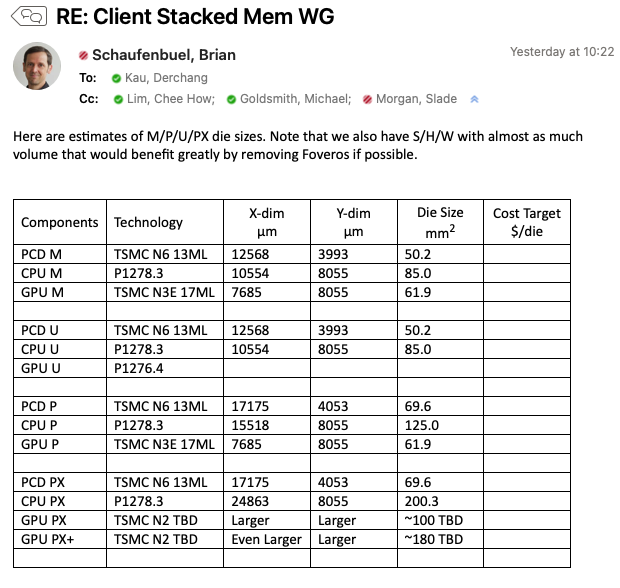 RE: Client Stacked Mem WG
Schaufenbuel, Brian
Yesterday at 10:22
To: Kau, Derchang
Cc: Lim, Chee How; Goldsmith, Michael; Morgan, Slade
Here are estimates of M/P/U/PX die sizes. Note that we also have S/H/W with almost as much
volume that would benefit greatly by removing Foveros if possible.
Components Technology X-dim µm Y-dim µm Die Size mm² Cost Target $/die
PCD M TSMC N6 13ML 12568 3993 50.2
CPU M P1278.3 10554 8055 85.0
GPU M TSMC N3E 17ML 7685 8055 61.9
PCD U TSMC N6 13ML 12568 3993 50.2
CPU U P1278.3 10554 8055 85.0
GPU U P1276.4
PCD P TSMC N6 13ML 17175 4053 69.6
CPU P P1278.3 15518 8055 125.0
GPU P TSMC N3E 17ML 7685 8055 61.9
PCD PX TSMC N6 13ML 17175 4053 69.6
CPU PX P1278.3 24863 8055 200.3
GPU PX TSMC N2 TBD Larger Larger ~100 TBD
GPU PX+ TSMC N2 TBD Even Larger Larger ~180 TBD